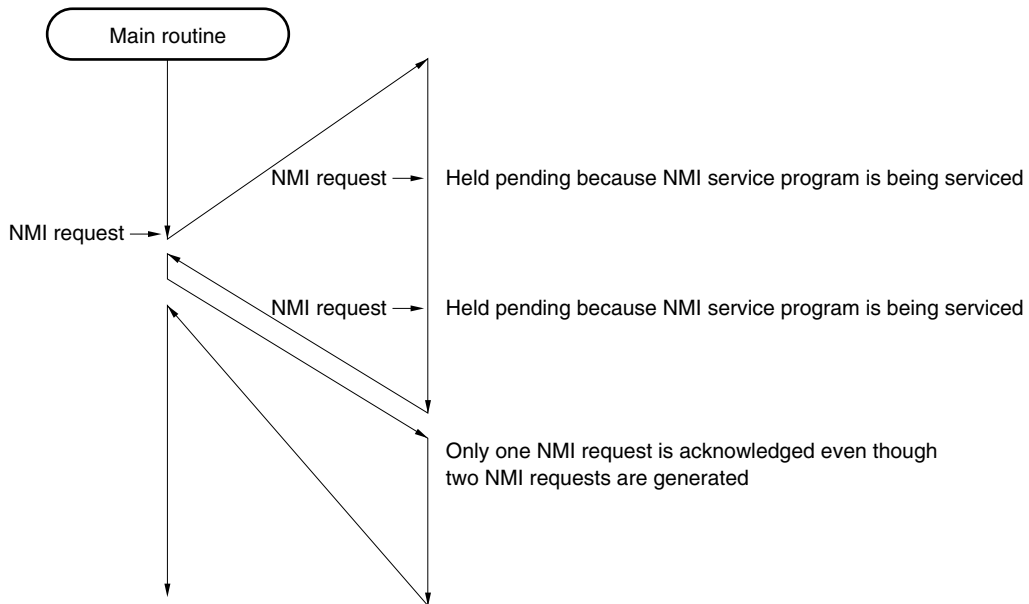 Main routine
NMI request
Held pending because NMI service program is being serviced
NMI request
NMI request
Held pending because NMI service program is being serviced
Only one NMI request is acknowledged even though
two NMI requests are generated